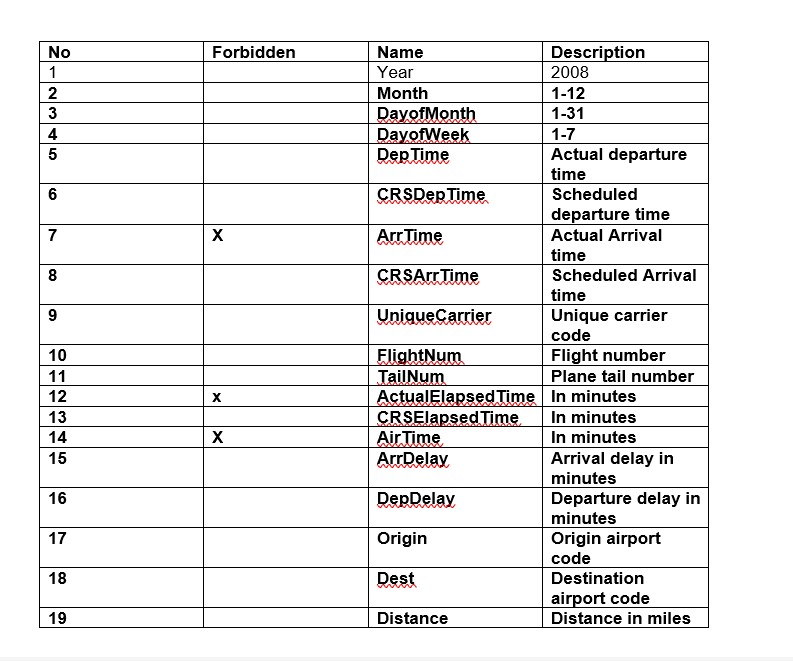 No Forbidden Name Description
1 Year 2008
2 Month 1-12
3 DayofMonth 1-31
4 DayofWeek 1-7
5 DepTime Actual departure
time
6 CRSDepTime Scheduled
departure time
7 X ArrTime Actual Arrival
time
8 CRSArrTime Scheduled Arrival
time
9 UniqueCarrier Unique carrier
code
10 FlightNum Flight number
11 TailNum Plane tail number
12 x ActualElapsedTime In minutes
13 CRSElapsedTime In minutes
14 X AirTime In minutes
15 ArrDelay Arrival delay in
minutes
16 DepDelay Departure delay in
minutes
17 Origin Origin airport
code
18 Dest Destination
airport code
19 Distance Distance in miles